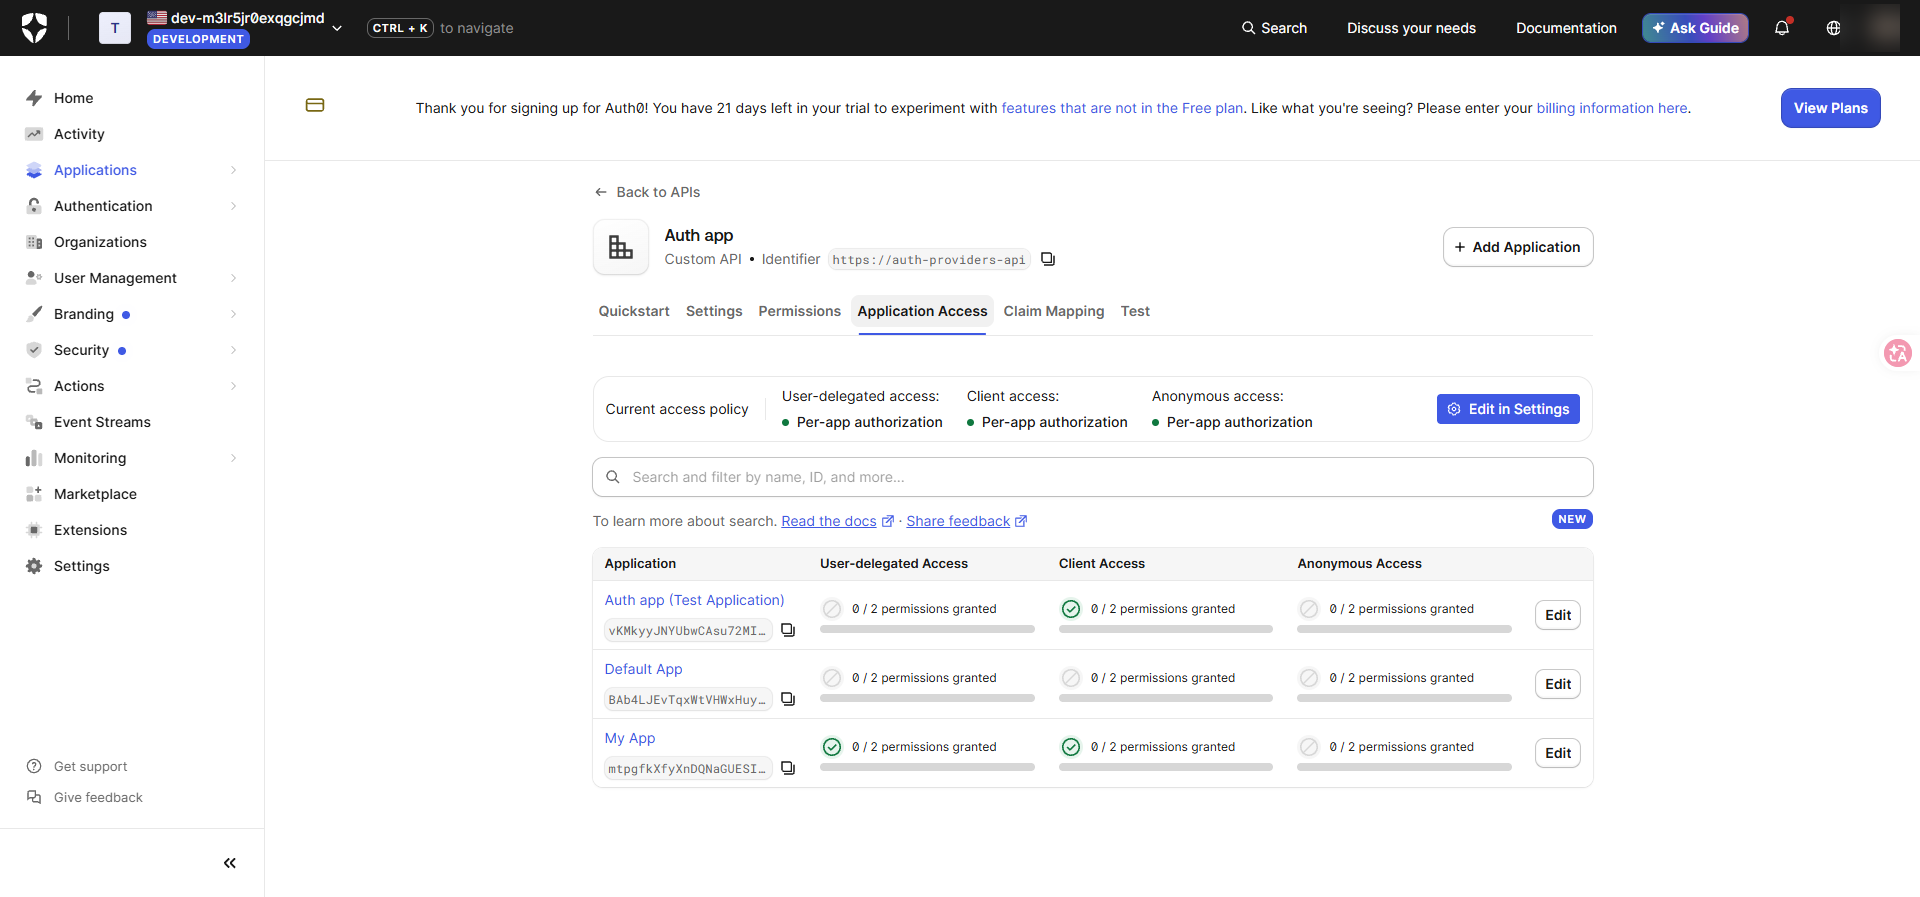 T
dev-m3lr5jr0exqgcjmd
DEVELOPMENT
CTRL + K to navigate
Search
Discuss your needs
Documentation
Ask Guide
Home
Activity
Applications
Authentication
Organizations
User Management
Branding
Security
Actions
Event Streams
Monitoring
Marketplace
Extensions
Settings
Get support
Give feedback
Thank you for signing up for Auth0! You have 21 days left in your trial to experiment with features that are not in the Free plan. Like what you're seeing? Please enter your billing information here.
View Plans
Back to APIs
Auth app
Custom API • Identifier https://auth-providers-api
+ Add Application
Quickstart Settings Permissions Application Access Claim Mapping Test
Current access policy
User-delegated access:
Per-app authorization
Client access:
Per-app authorization
Anonymous access:
Per-app authorization
Edit in Settings
Search and filter by name, ID, and more...
To learn more about search. Read the docs · Share feedback
NEW
Application User-delegated Access Client Access Anonymous Access
Auth app (Test Application)
vKMkyyJNYUbwCAsu72MI…
0 / 2 permissions granted
0 / 2 permissions granted
0 / 2 permissions granted
Edit
Default App
BAb4LJEvTqxWtVHWxHuy…
0 / 2 permissions granted
0 / 2 permissions granted
0 / 2 permissions granted
Edit
My App
mtpgfkXfyXnDQNaGUESI…
0 / 2 permissions granted
0 / 2 permissions granted
0 / 2 permissions granted
Edit